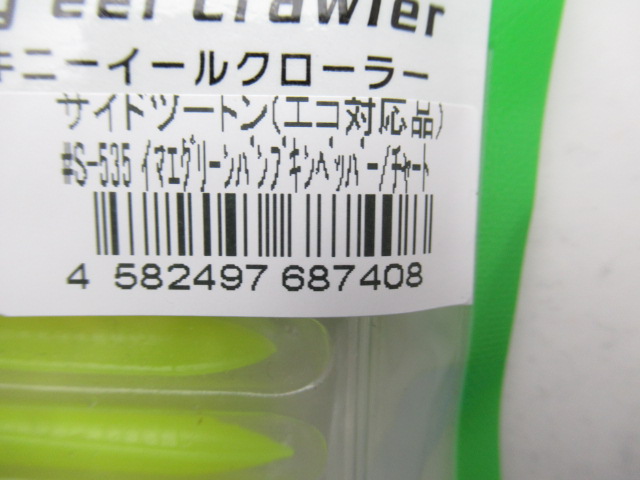 eel crawler
キニーイールクローラー
サイドツートン(エコ対応品)
#S-535 ｲﾏｴｸﾞﾘｰﾝﾊﾟﾝﾌﾟｷﾝﾍﾟｯﾊﾟｰ/ﾁｬｰﾄ
4 582497 687408